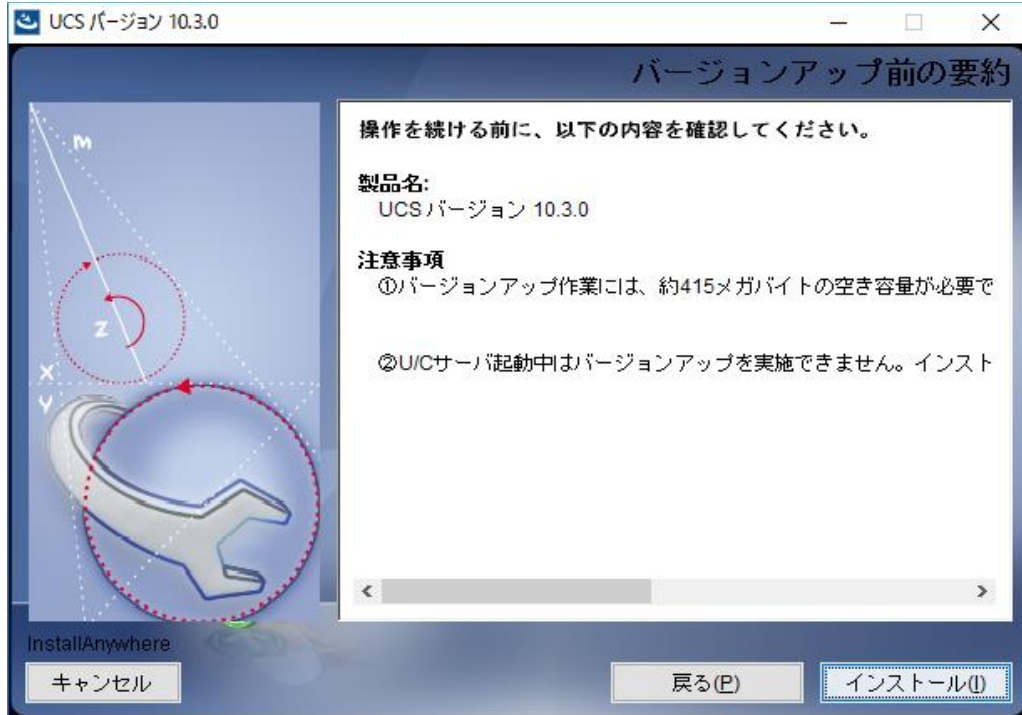 UCS バージョン 10.3.0
バージョンアップ前の要約
操作を続ける前に、以下の内容を確認してください。
製品名:
UCS バージョン 10.3.0
注意事項
①バージョンアップ作業には、約415メガバイトの空き容量が必要で
②U/Cサーバ起動中はバージョンアップを実施できません。インスト
m
z
X
Y
InstallAnywhere
キャンセル
戻る(P)
インストール(I)